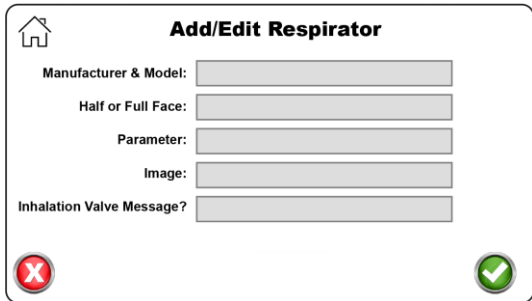 Add/Edit Respirator
Manufacturer & Model:
Half or Full Face:
Parameter:
Image:
Inhalation Valve Message?
X